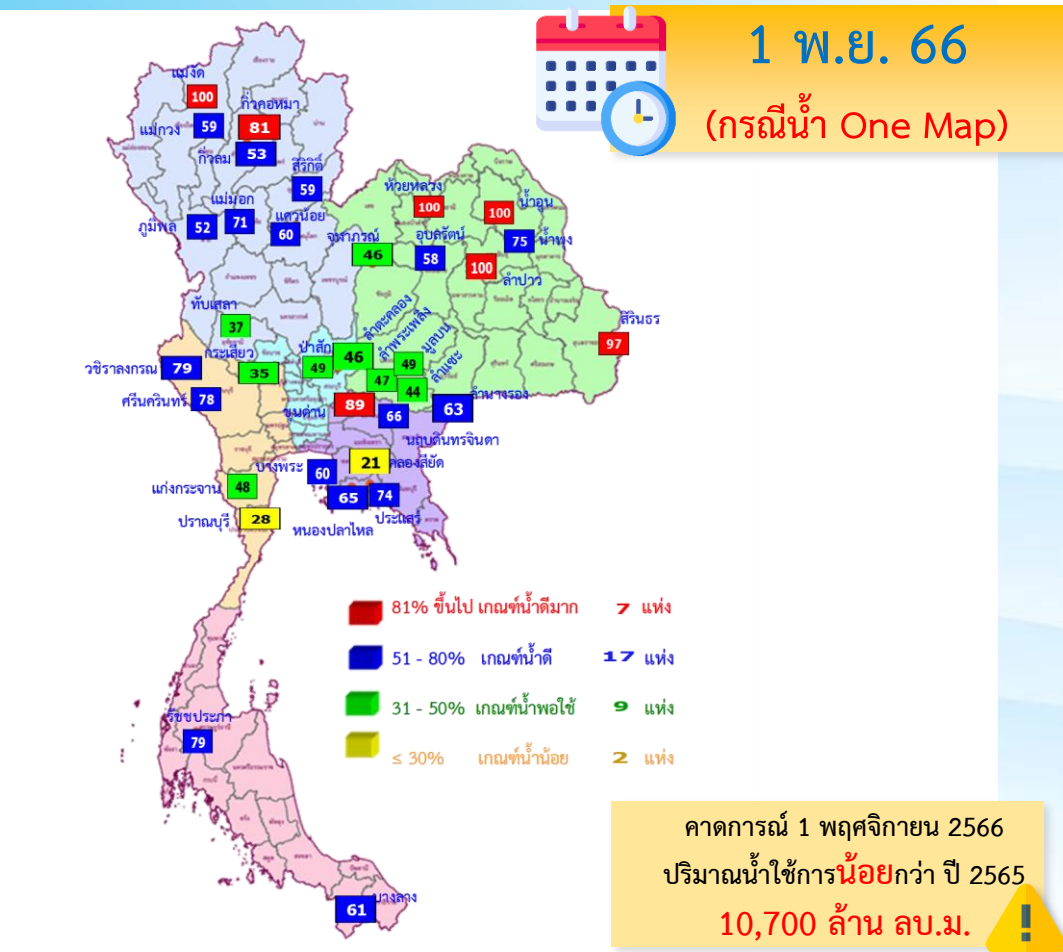 1 พ.ย. 66
(กรณีน้ำ One Map)
แม่งัด
100
กิ่วคอหมา
81
แม่กวง
59
กิ่วลม
53
สิริกิติ์
59
แม่มอก
71
ภูมิพล
52
แควน้อย
60
ห้วยหลวง
100
น้ำอูน
100
จุฬาภรณ์
46
อุบลรัตน์
58
75
น้ำพุง
100
ลำปาว
ทับเสลา
37
สิรินธร
97
กระเสียว
35
ป่าสัก
49
ลำตะคลอง
46
ลำพระเพลิง
47
มูลบน
49
ลำแชะ
44
วชิราลงกรณ
79
ศรีนครินทร์
78
ขุนด่าน
89
66
63
ลำนางรอง
นฤบดินทรจินดา
บางพระ
60
21
คลองสียัด
แก่งกระจาน
48
65
74
ปราณบุรี
28
หนองปลาไหล
ประแสร์
81% ขึ้นไป เกณฑ์น้ำดีมาก 7 แห่ง
51 - 80% เกณฑ์น้ำดี 17 แห่ง
31 - 50% เกณฑ์น้ำพอใช้ 9 แห่ง
≤ 30% เกณฑ์น้ำน้อย 2 แห่ง
รัชชประภา
79
บางลาง
61
คาดการณ์ 1 พฤศจิกายน 2566
ปริมาณน้ำใช้การน้อยกว่า ปี 2565
10,700 ล้าน ลบ.ม.
!